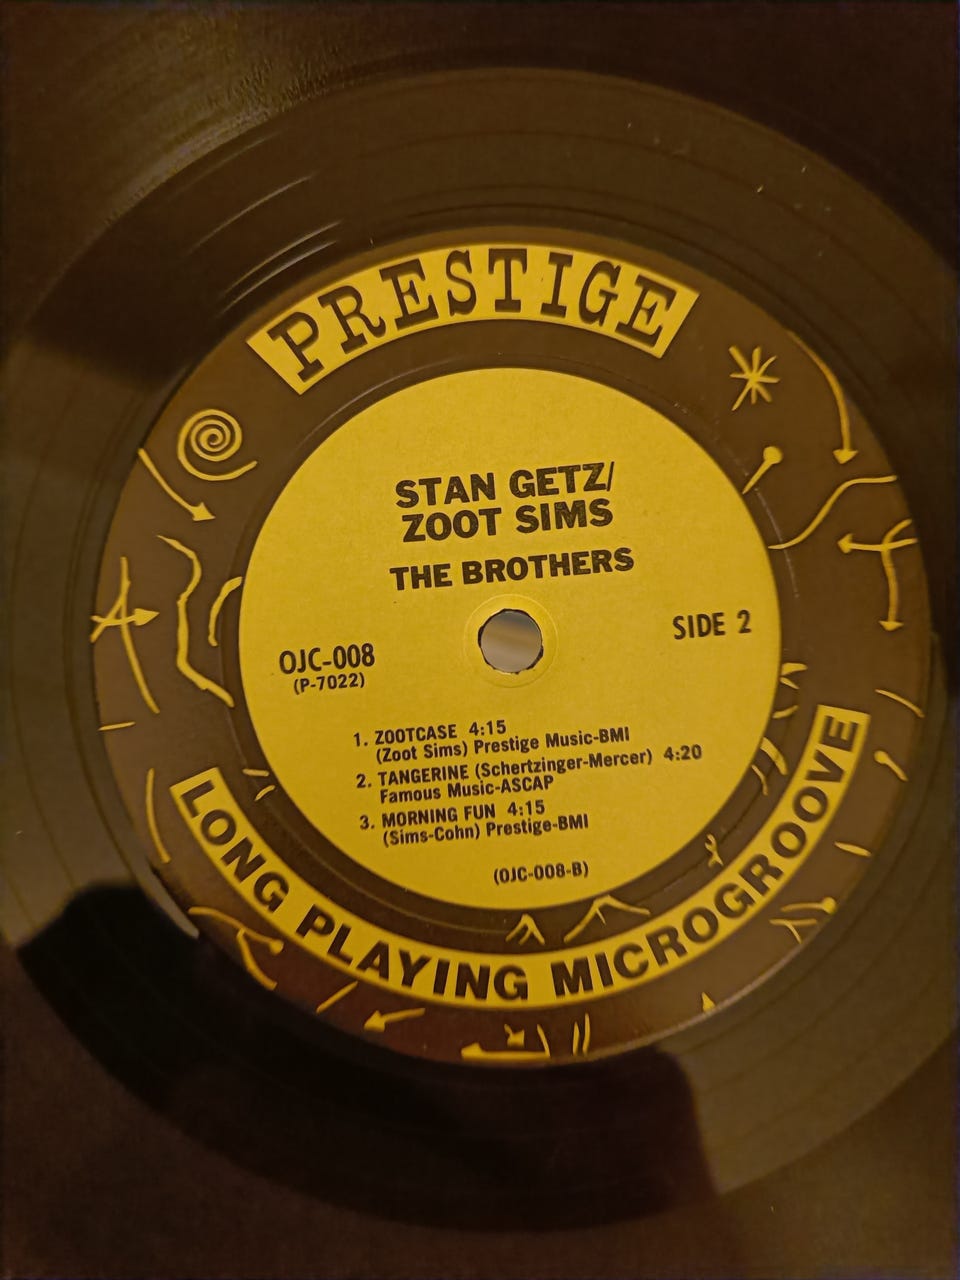 PRESTIGE
STAN GETZ/
ZOOT SIMS
THE BROTHERS
SIDE 2
OJC-008
(P-7022)
1. ZOOTCASE 4:15
(Zoot Sims) Prestige Music-BMI
2. TANGERINE (Schertzinger-Mercer) 4:20
Famous Music-ASCAP
3. MORNING FUN 4:15
(Sims-Cohn) Prestige-BMI
(OJC-008-B)
LONG PLAYING MICROGROOVE